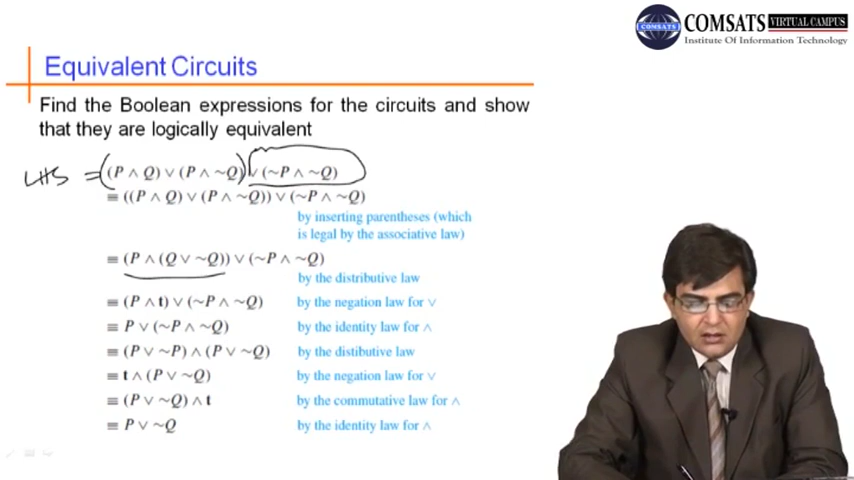 COMSATS VIRTUAL CAMPUS
COMSATS
Institute Of Information Technology
Equivalent Circuits
Find the Boolean expressions for the circuits and show
that they are logically equivalent
LHS = (P ∧ Q) ∨ (P ∧ ~Q) ∨ (~P ∧ ~Q)
≡ ((P ∧ Q) ∨ (P ∧ ~Q)) ∨ (~P ∧ ~Q)
by inserting parentheses (which
is legal by the associative law)
≡ (P ∧ (Q ∨ ~Q)) ∨ (~P ∧ ~Q)
by the distributive law
≡ (P ∧ t) ∨ (~P ∧ ~Q) by the negation law for ∨
≡ P ∨ (~P ∧ ~Q) by the identity law for ∧
≡ (P ∨ ~P) ∧ (P ∨ ~Q) by the distibutive law
≡ t ∧ (P ∨ ~Q) by the negation law for ∨
≡ (P ∨ ~Q) ∧ t by the commutative law for ∧
≡ P ∨ ~Q by the identity law for ∧